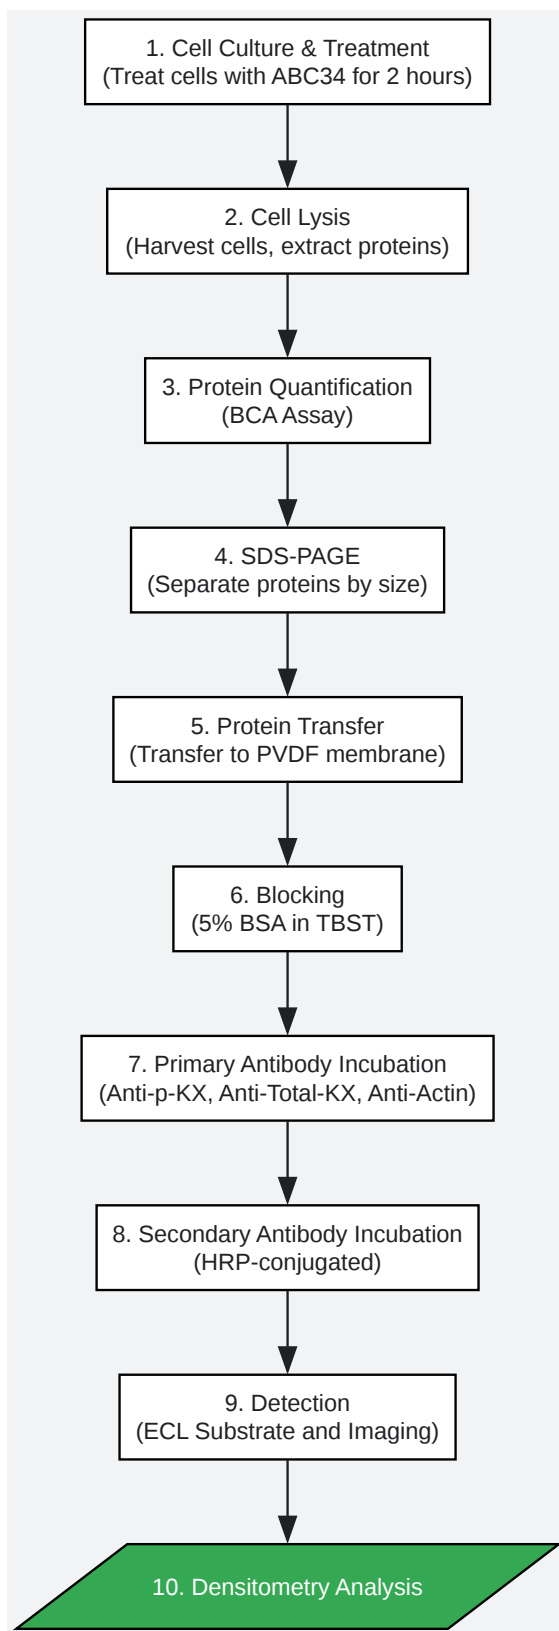 1. Cell Culture & Treatment
(Treat cells with ABC34 for 2 hours)
2. Cell Lysis
(Harvest cells, extract proteins)
3. Protein Quantification
(BCA Assay)
4. SDS-PAGE
(Separate proteins by size)
5. Protein Transfer
(Transfer to PVDF membrane)
6. Blocking
(5% BSA in TBST)
7. Primary Antibody Incubation
(Anti-p-KX, Anti-Total-KX, Anti-Actin)
8. Secondary Antibody Incubation
(HRP-conjugated)
9. Detection
(ECL Substrate and Imaging)
10. Densitometry Analysis